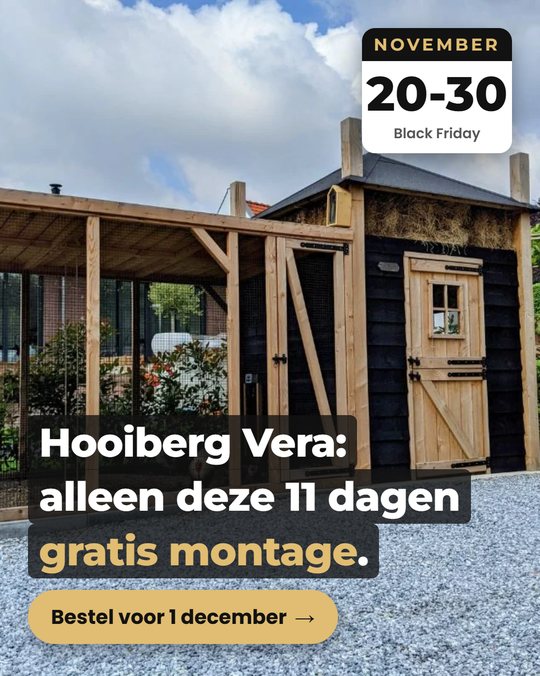 NOVEMBER
20-30
Black Friday
Hooiberg Vera:
alleen deze 11 dagen
gratis montage.
Bestel voor 1 december →